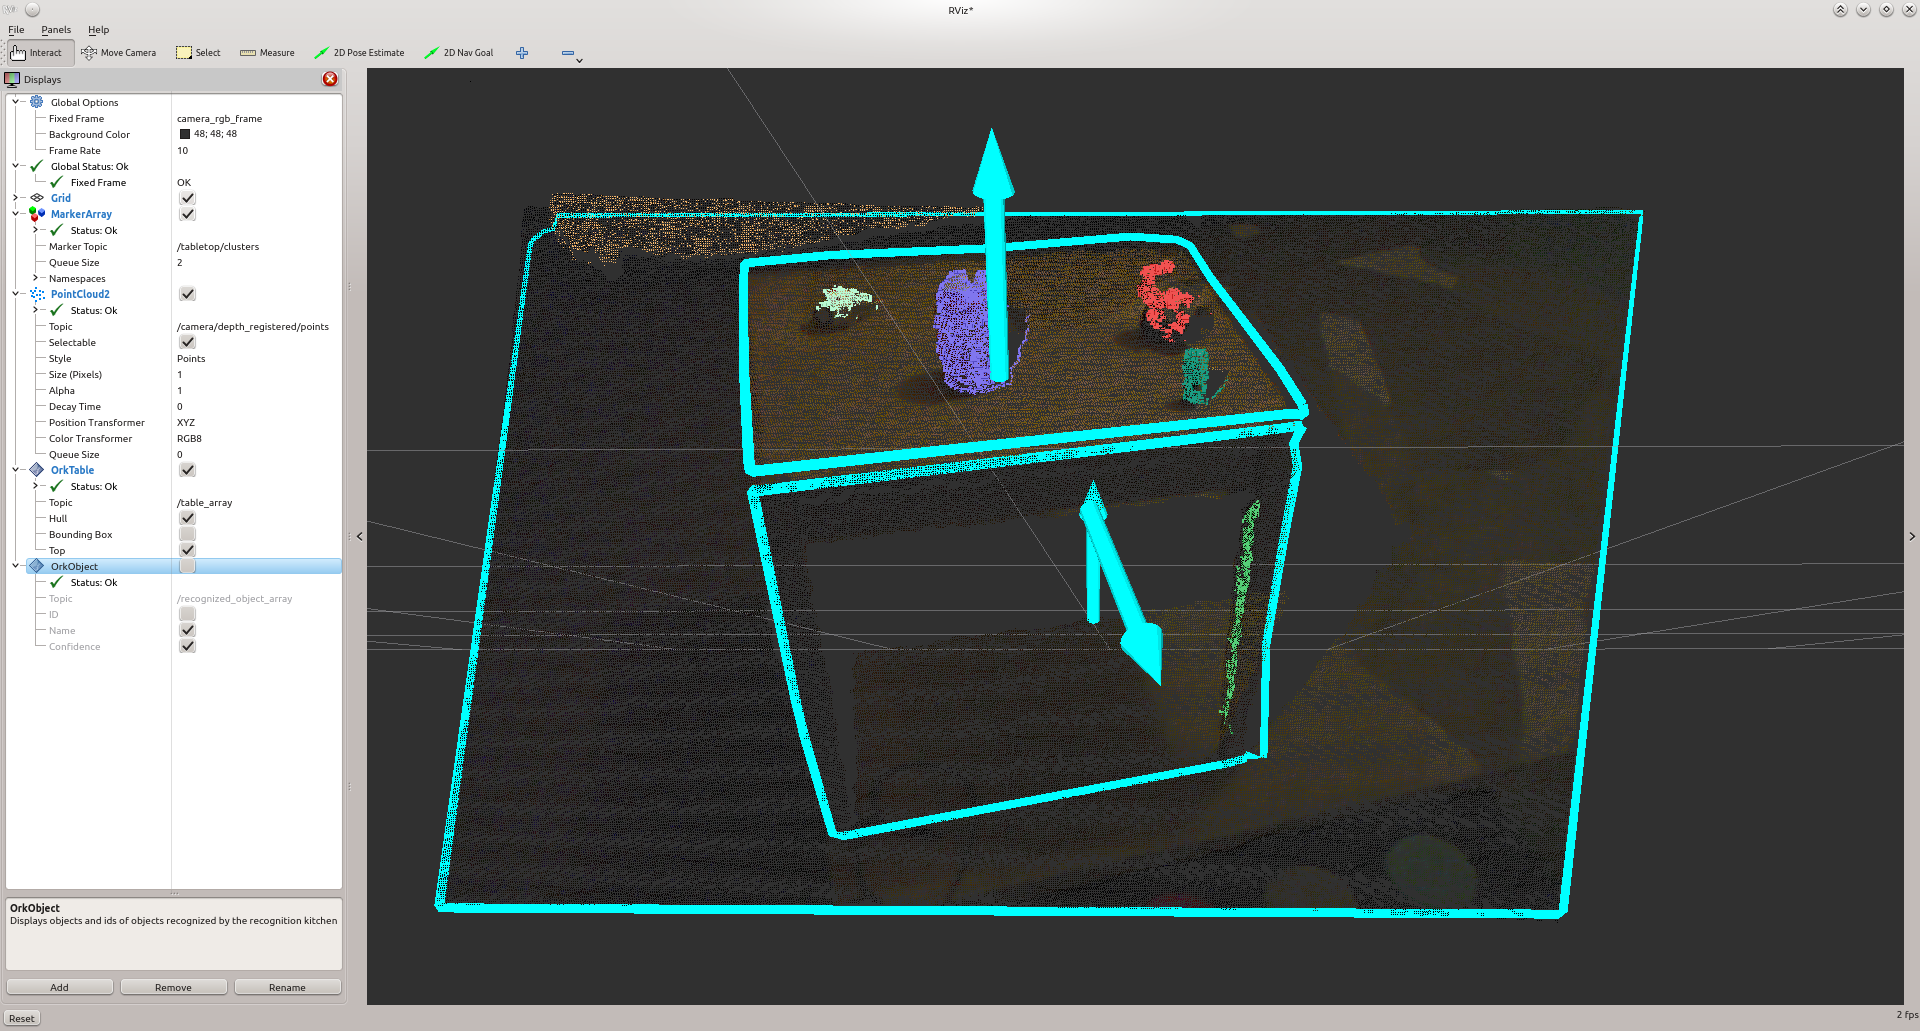 RViz*
File Panels Help
Interact Move Camera Select Measure 2D Pose Estimate 2D Nav Goal
Displays
Global Options
Fixed Frame camera_rgb_frame
Background Color 48; 48; 48
Frame Rate 10
Global Status: Ok
Fixed Frame OK
Grid
MarkerArray
Status: Ok
Marker Topic /tabletop/clusters
Queue Size 2
Namespaces
PointCloud2
Status: Ok
Topic /camera/depth_registered/points
Selectable
Style Points
Size (Pixels) 1
Alpha 1
Decay Time 0
Position Transformer XYZ
Color Transformer RGB8
Queue Size 0
OrkTable
Status: Ok
Topic /table_array
Hull
Bounding Box
Top
OrkObject
Status: Ok
Topic /recognized_object_array
ID
Name
Confidence
OrkObject
Displays objects and ids of objects recognized by the recognition kitchen
Add Remove Rename
Reset 2 fps